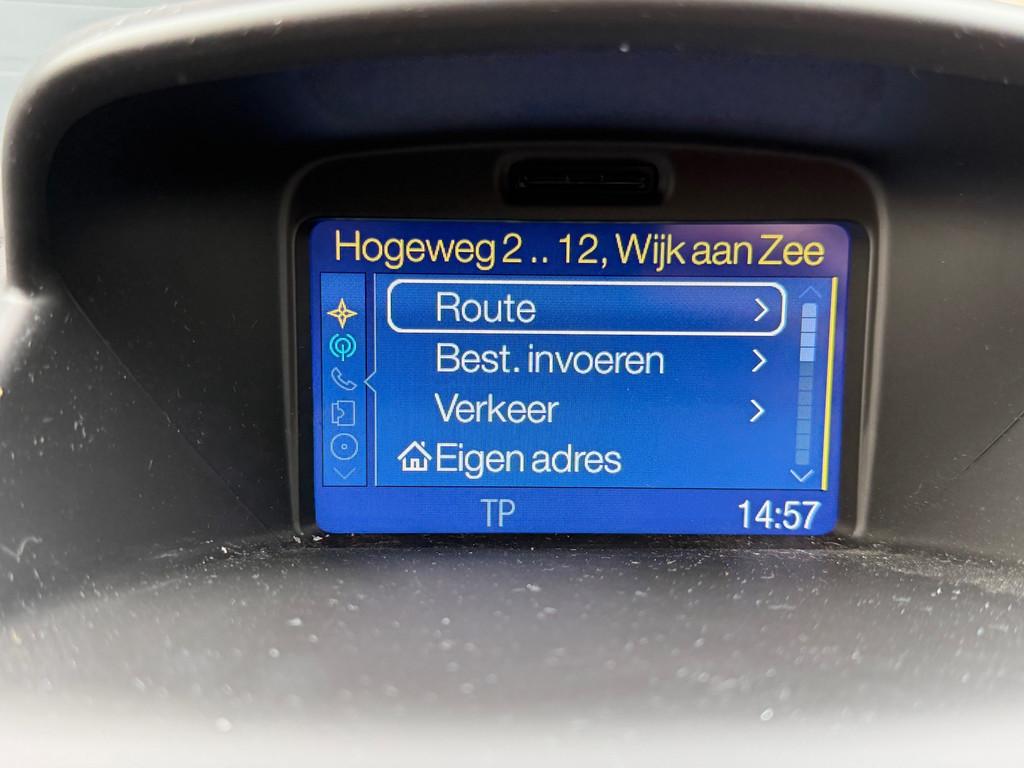 Hogeweg 2 .. 12, Wijk aan Zee
Route
Best. invoeren
Verkeer
Eigen adres
TP 14:57